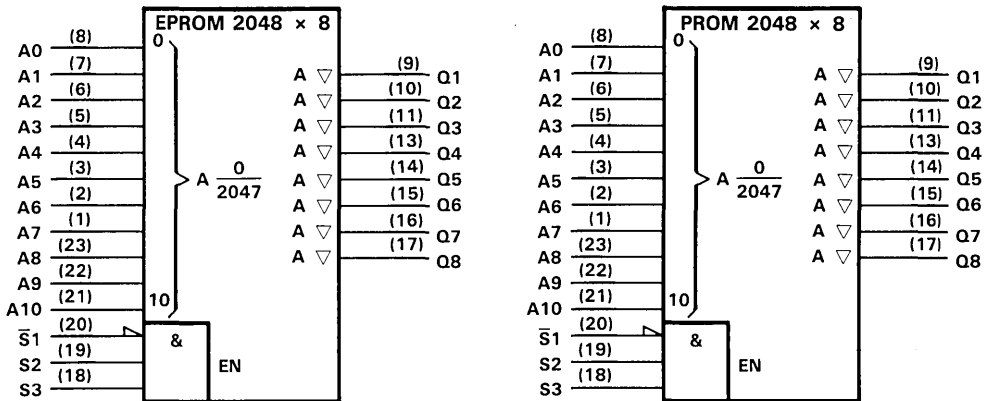 EPROM 2048 × 8
0
A0 (8)
A1 (7) A ▽ (9) Q1
A2 (6) A ▽ (10) Q2
A3 (5) A ▽ (11) Q3
A4 (4) A ▽ (13) Q4
A5 (3) A 0/2047 A ▽ (14) Q5
A6 (2) A ▽ (15) Q6
A7 (1) A ▽ (16) Q7
A8 (23) A ▽ (17) Q8
A9 (22)
A10 (21) 10
S̅1 (20) &
S2 (19) EN
S3 (18)
PROM 2048 × 8
0
A0 (8)
A1 (7) A ▽ (9) Q1
A2 (6) A ▽ (10) Q2
A3 (5) A ▽ (11) Q3
A4 (4) A ▽ (13) Q4
A5 (3) A 0/2047 A ▽ (14) Q5
A6 (2) A ▽ (15) Q6
A7 (1) A ▽ (16) Q7
A8 (23) A ▽ (17) Q8
A9 (22)
A10 (21) 10
S̅1 (20) &
S2 (19) EN
S3 (18)